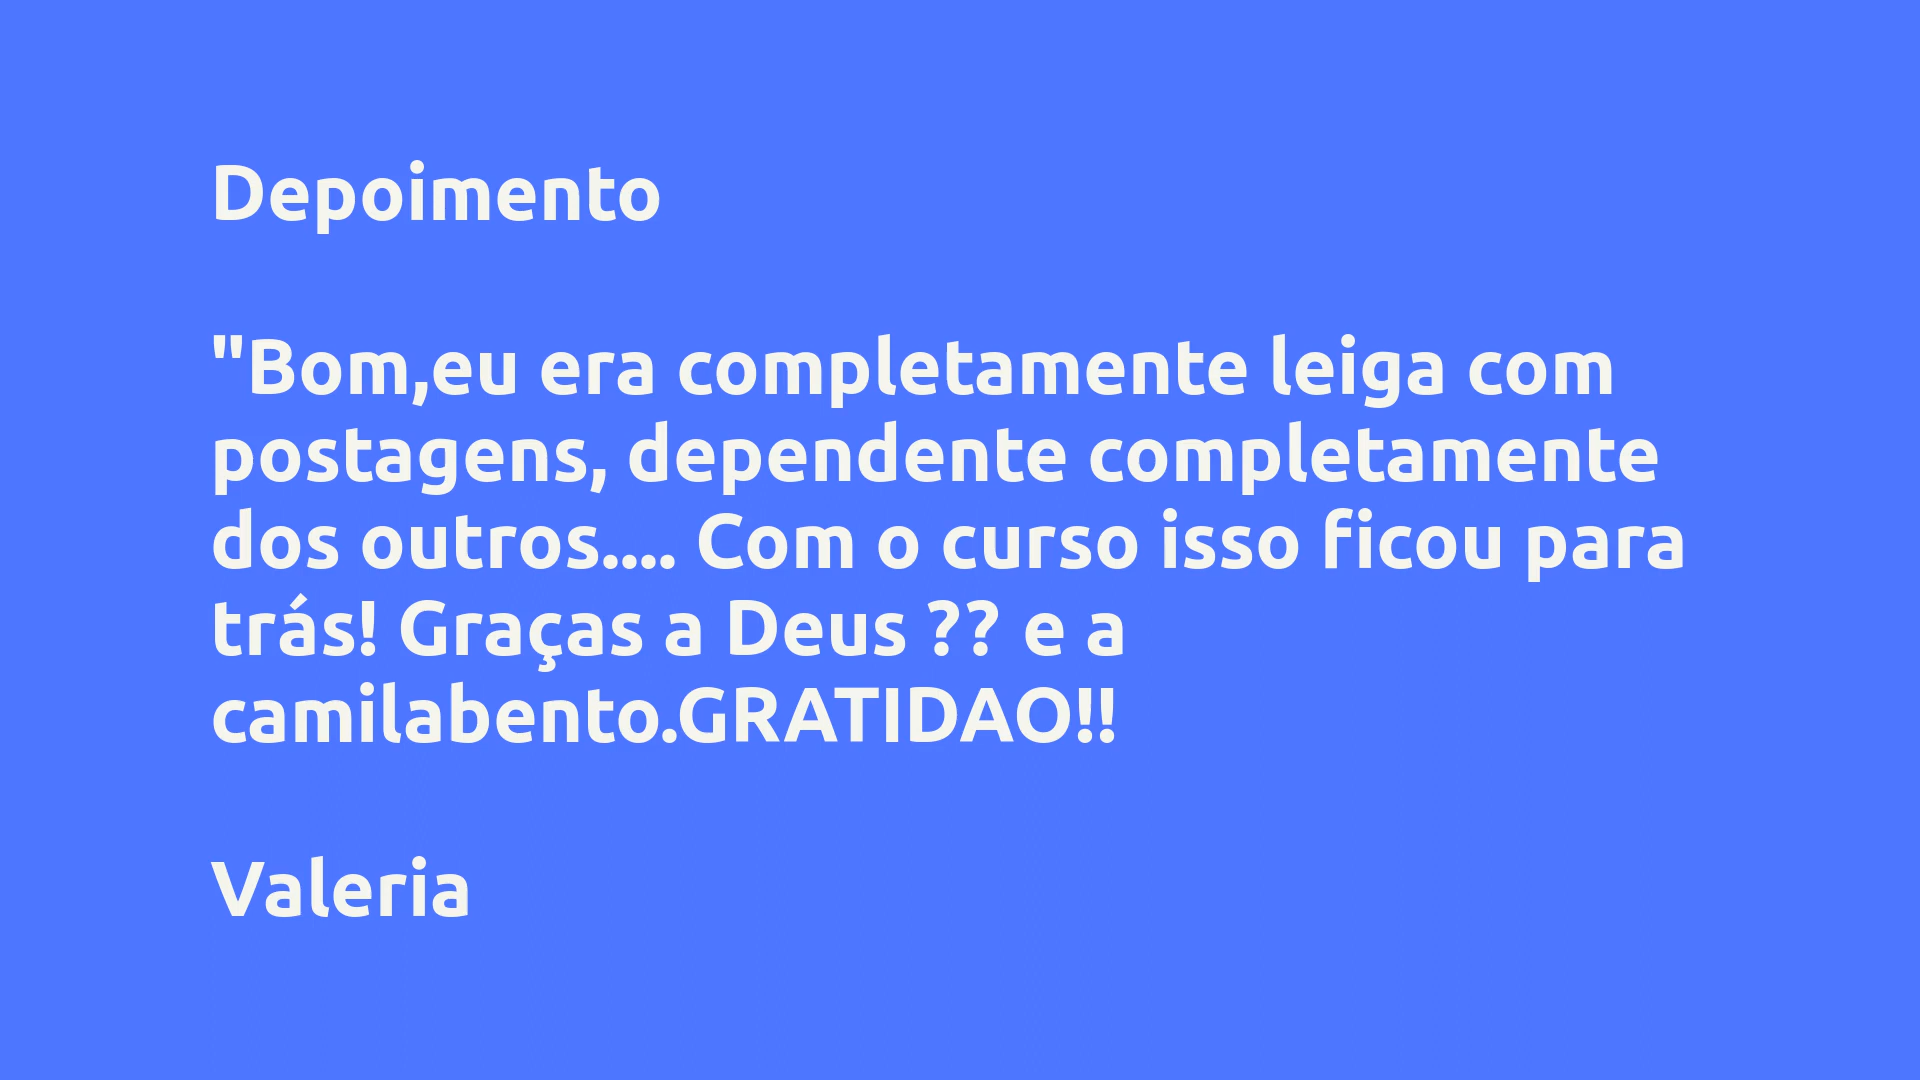 Depoimento
"Bom,eu era completamente leiga com
postagens, dependente completamente
dos outros.... Com o curso isso ficou para
trás! Graças a Deus ?? e a
camilabento.GRATIDAO!!
Valeria